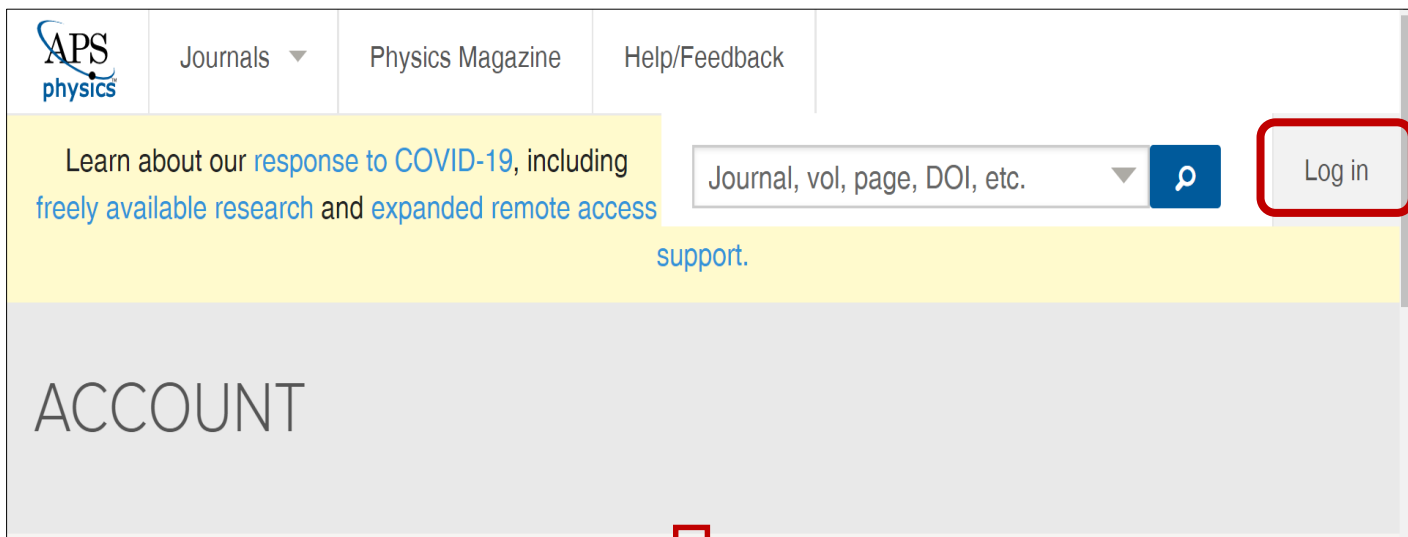 APS
physics
Journals
Physics Magazine
Help/Feedback
Learn about our response to COVID-19, including
freely available research and expanded remote access
support.
Journal, vol, page, DOI, etc.
Log in
ACCOUNT